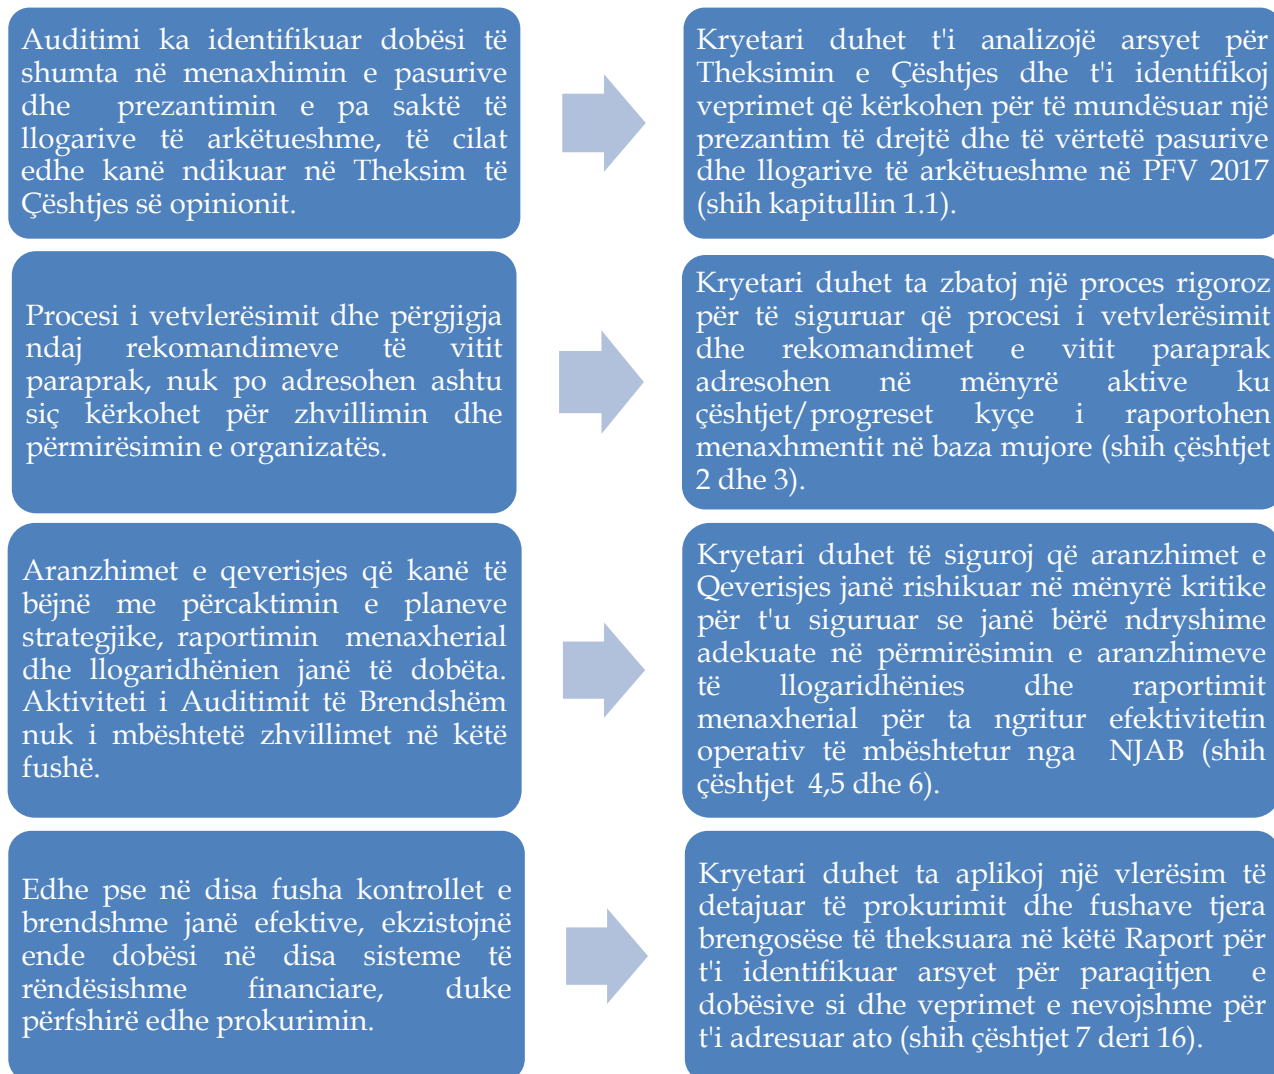 Auditimi ka identifikuar dobësi të
shumta në menaxhimin e pasurive
dhe prezantimin e pa saktë të
llogarive të arkëtueshme, të cilat
edhe kanë ndikuar në Theksim të
Çështjes së opinionit.
Kryetari duhet t'i analizojë arsyet për
Theksimin e Çështjes dhe t'i identifikoj
veprimet që kërkohen për të mundësuar një
prezantim të drejtë dhe të vërtetë pasurive
dhe llogarive të arkëtueshme në PFV 2017
(shih kapitullin 1.1).
Procesi i vetvlerësimit dhe përgjigja
ndaj rekomandimeve të vitit
paraprak, nuk po adresohen ashtu
siç kërkohet për zhvillimin dhe
përmirësimin e organizatës.
Kryetari duhet ta zbatoj një proces rigoroz
për të siguruar që procesi i vetvlerësimit
dhe rekomandimet e vitit paraprak
adresohen në mënyrë aktive ku
çështjet/progreset kyçe i raportohen
menaxhmentit në baza mujore (shih çështjet
2 dhe 3).
Aranzhimet e qeverisjes që kanë të
bëjnë me përcaktimin e planeve
strategjike, raportimin menaxherial
dhe llogaridhënien janë të dobëta.
Aktiviteti i Auditimit të Brendshëm
nuk i mbështetë zhvillimet në këtë
fushë.
Kryetari duhet të siguroj që aranzhimet e
Qeverisjes janë rishikuar në mënyrë kritike
për t'u siguruar se janë bërë ndryshime
adekuate në përmirësimin e aranzhimeve
të llogaridhënies dhe raportimit
menaxherial për ta ngritur efektivitetin
operativ të mbështetur nga NJAB (shih
çështjet 4,5 dhe 6).
Edhe pse në disa fusha kontrollet e
brendshme janë efektive, ekzistojnë
ende dobësi në disa sisteme të
rëndësishme financiare, duke
përfshirë edhe prokurimin.
Kryetari duhet ta aplikoj një vlerësim të
detajuar të prokurimit dhe fushave tjera
brengosëse të theksuara në këtë Raport për
t'i identifikuar arsyet për paraqitjen e
dobësive si dhe veprimet e nevojshme për
t'i adresuar ato (shih çështjet 7 deri 16).